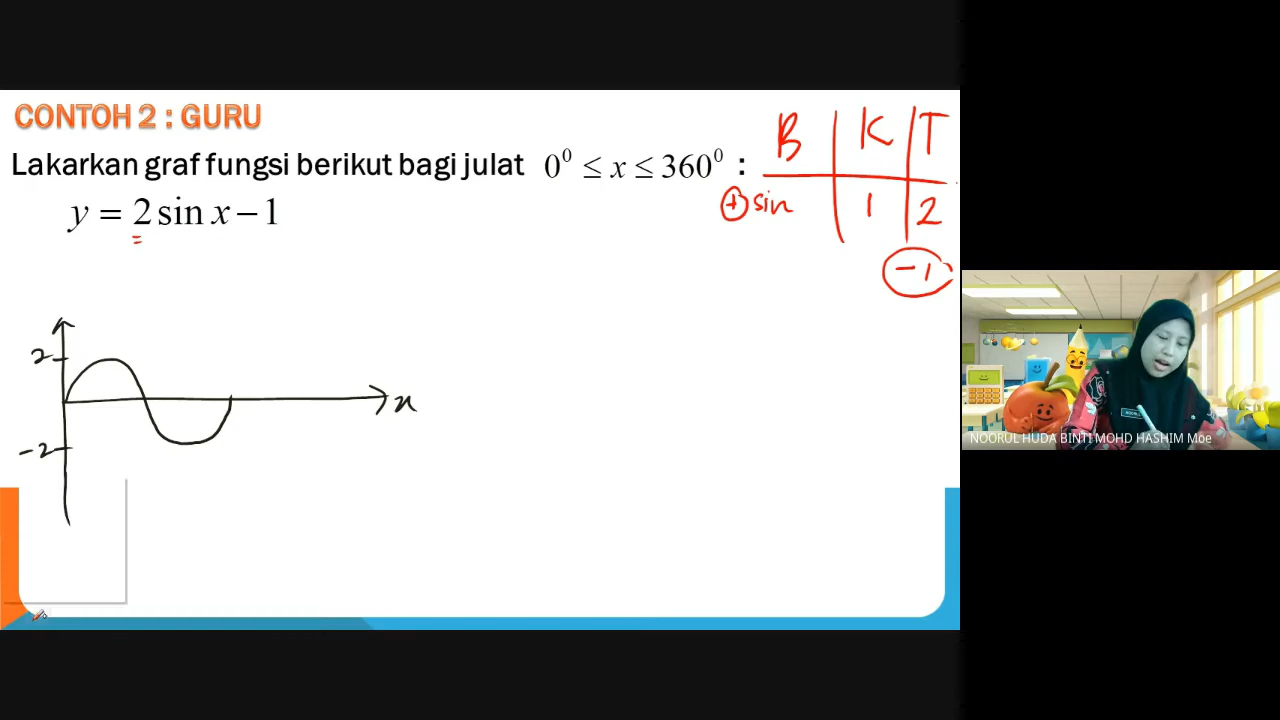 CONTOH 2 : GURU
Lakarkan graf fungsi berikut bagi julat 0⁰ ≤ x ≤ 360⁰ :
y = 2 sin x − 1
B K T
+ sin 1 2
−1
2
x
−2
NOORUL HUDA BINTI MOHD HASHIM Moe